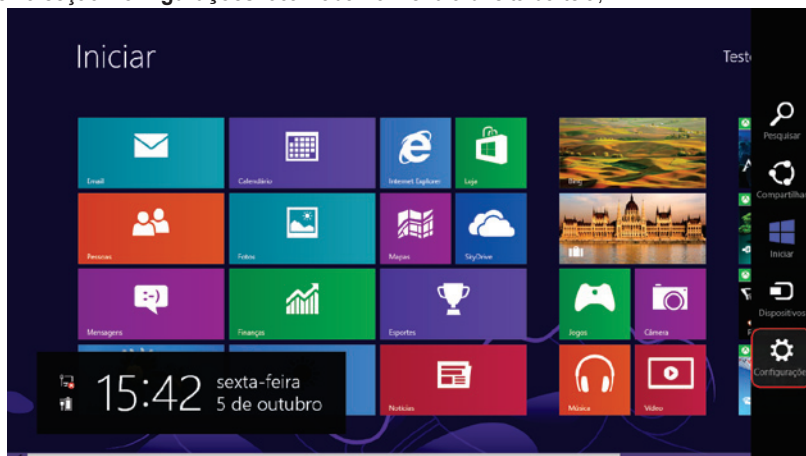 Iniciar
Teste
Pesquisar
Compartilhar
Iniciar
Dispositivos
Configurações
Email
Calendário
Internet Explorer
Loja
Bing
Pessoas
Fotos
Mapas
SkyDrive
Mensagens
Finanças
Esportes
Jogos
Câmera
Notícias
Música
Vídeo
15:42
sexta-feira
5 de outubro